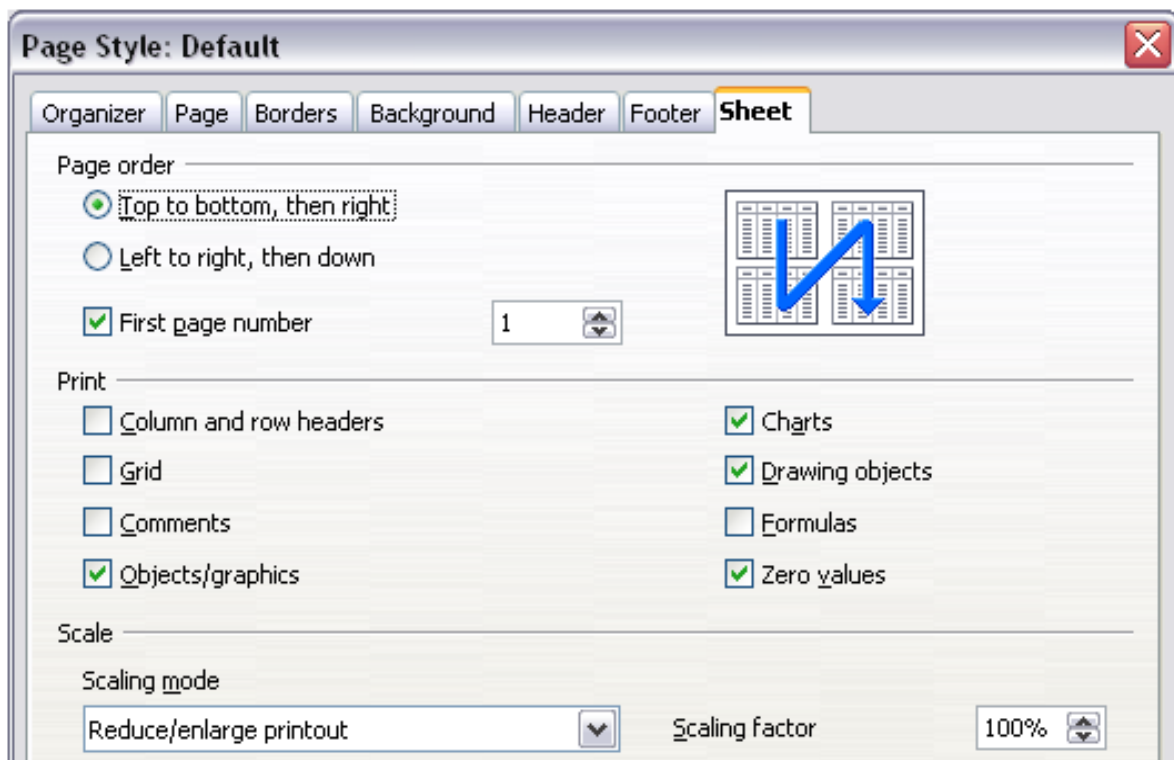 Page Style: Default
Organizer Page Borders Background Header Footer Sheet
Page order
Top to bottom, then right
Left to right, then down
First page number 1
Print
Column and row headers Charts
Grid Drawing objects
Comments Formulas
Objects/graphics Zero values
Scale
Scaling mode
Reduce/enlarge printout Scaling factor 100%